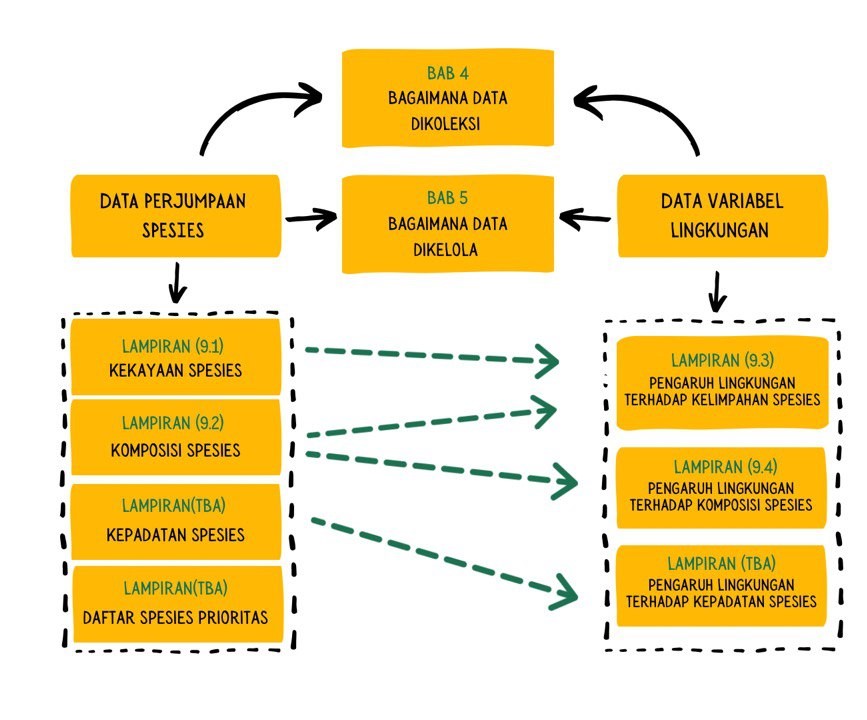 BAB 4
BAGAIMANA DATA
DIKOLEKSI
DATA PERJUMPAAN
SPESIES
BAB 5
BAGAIMANA DATA
DIKELOLA
DATA VARIABEL
LINGKUNGAN
LAMPIRAN (9.1)
KEKAYAAN SPESIES
LAMPIRAN (9.2)
KOMPOSISI SPESIES
LAMPIRAN(TBA)
KEPADATAN SPESIES
LAMPIRAN(TBA)
DAFTAR SPESIES PRIORITAS
LAMPIRAN (9.3)
PENGARUH LINGKUNGAN
TERHADAP KELIMPAHAN SPESIES
LAMPIRAN (9.4)
PENGARUH LINGKUNGAN
TERHADAP KOMPOSISI SPESIES
LAMPIRAN (TBA)
PENGARUH LINGKUNGAN
TERHADAP KEPADATAN SPESIES